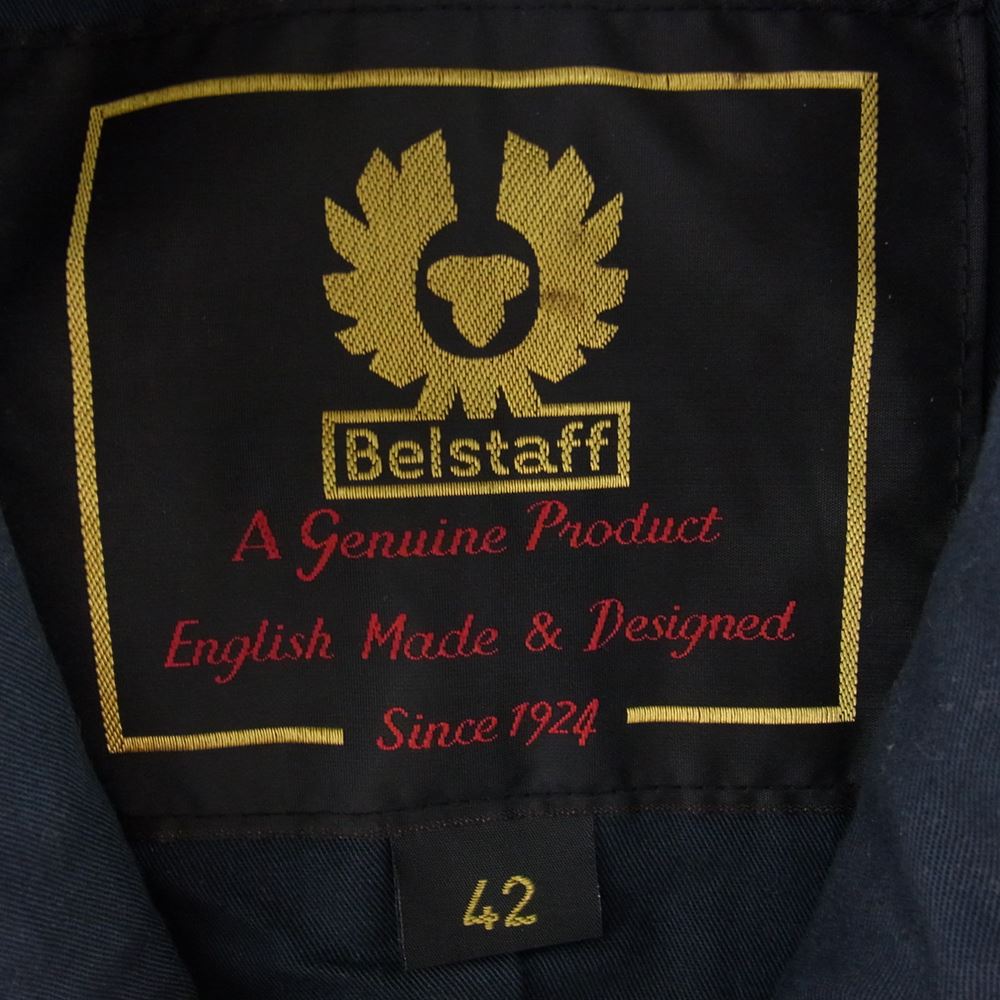 Belstaff
A Genuine Product
English Made & Designed
Since 1924
42